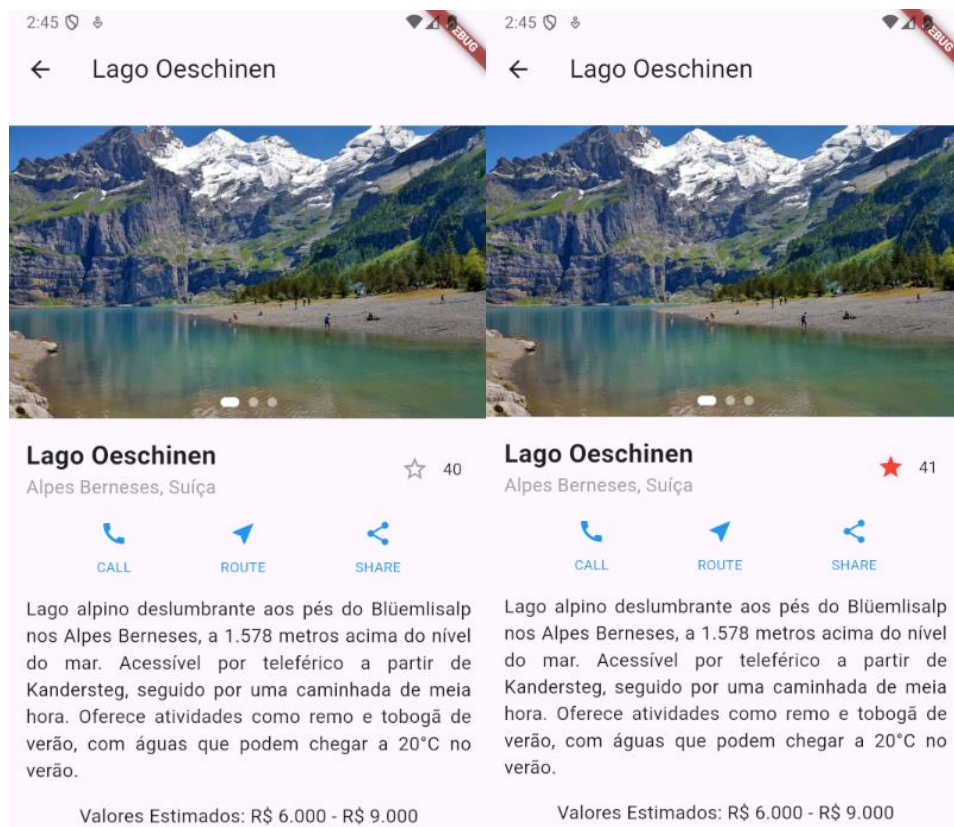 2:45
EBUG
Lago Oeschinen
Lago Oeschinen
Alpes Berneses, Suíça
40
CALL ROUTE SHARE
Lago alpino deslumbrante aos pés do Blüemlisalp
nos Alpes Berneses, a 1.578 metros acima do nível
do mar. Acessível por teleférico a partir de
Kandersteg, seguido por uma caminhada de meia
hora. Oferece atividades como remo e tobogã de
verão, com águas que podem chegar a 20°C no
verão.
Valores Estimados: R$ 6.000 - R$ 9.000
2:45
EBUG
Lago Oeschinen
Lago Oeschinen
Alpes Berneses, Suíça
41
CALL ROUTE SHARE
Lago alpino deslumbrante aos pés do Blüemlisalp
nos Alpes Berneses, a 1.578 metros acima do nível
do mar. Acessível por teleférico a partir de
Kandersteg, seguido por uma caminhada de meia
hora. Oferece atividades como remo e tobogã de
verão, com águas que podem chegar a 20°C no
verão.
Valores Estimados: R$ 6.000 - R$ 9.000